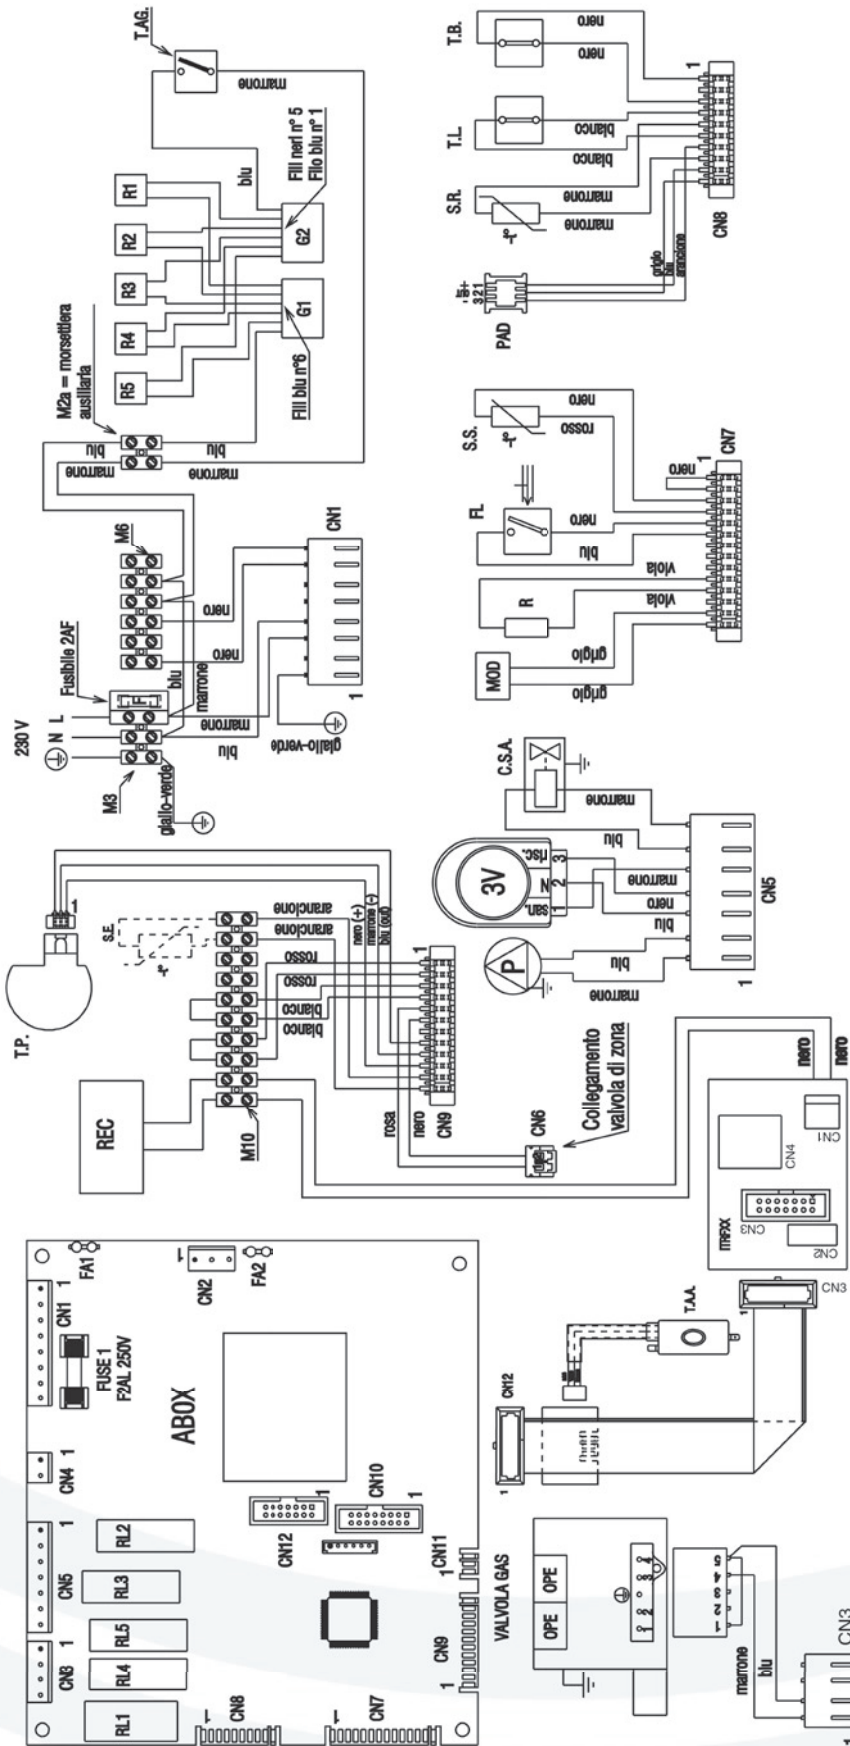 T.AG.
marrone
blu
R1
R2
R3
R4
R5
G2
G1
Fili neri n° 5
Filo blu n° 1
Fili blu n°6
M2a = morsettiera
ausiliaria
blu
marrone
blu
marrone
M6
Fusibile 2AF
230 V
L
N
M3
giallo-verde
blu
marrone
nero
nero
marrone
blu
giallo-verde
CN1
1
T.B.
nero
nero
T.L
bianco
bianco
S.R.
marrone
marrone
-t°
PAD
3 2 1
grigio
blu
arancione
CN8
1
S.S.
nero
rosso
-t°
FL
nero
blu
R
viola
viola
MOD
grigio
grigio
nero
1
CN7
T.P.
1
S.E.
-t°
REC
M10
arancione
arancione
rosso
rosso
bianco
bianco
nero (+)
marrone (-)
blu (out)
1
CN9
rosa
nero
CN6
Collegamento
valvola di zona
C.S.A.
marrone
blu
3V
risc.
N
san.
3
2
1
P
marrone
blu
blu
nero
marrone
CN5
1
nero
nero
ITRFXX
CN4
CN1
CN3
CN2
CN3
1
T.A.A.
CN12
1
ABOX
FA1
CN1
1
FUSE 1
F2AL 250V
CN2
1
FA2
CN4
1
CN5
1
CN3
1
RL2
RL3
RL5
RL4
RL1
CN12
1
CN10
1
CN11
1
CN9
1
CN8
1
CN7
1
VALVOLA GAS
OPE
OPE
1 2 3 4
1 2 3 4 5
marrone
blu
CN3
1